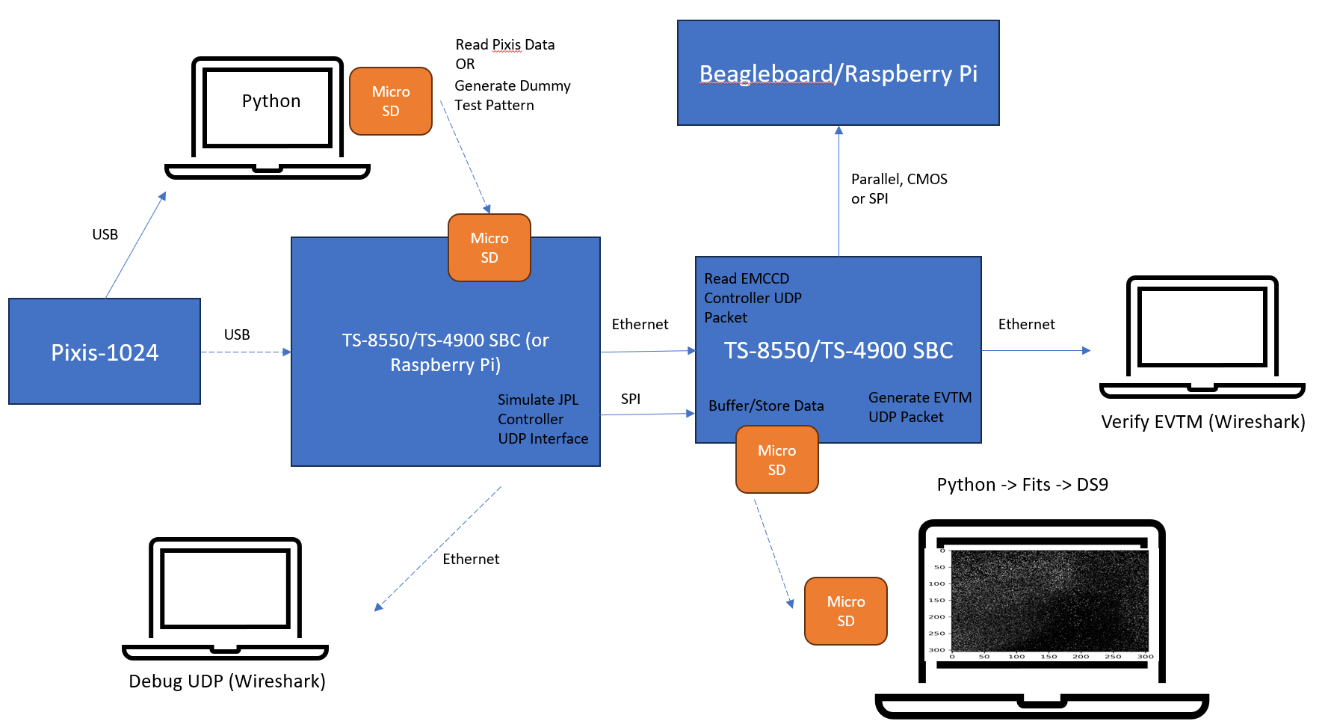 Read Pixis Data
OR
Generate Dummy
Test Pattern
Python
Micro
SD
Beagleboard/Raspberry Pi
Parallel, CMOS
or SPI
USB
Micro
SD
Pixis-1024
USB
TS-8550/TS-4900 SBC (or
Raspberry Pi)
Simulate JPL
Controller
UDP Interface
Ethernet
SPI
Read EMCCD
Controller UDP
Packet
TS-8550/TS-4900 SBC
Buffer/Store Data
Generate EVTM
UDP Packet
Micro
SD
Ethernet
Verify EVTM (Wireshark)
Ethernet
Debug UDP (Wireshark)
Micro
SD
Python -> Fits -> DS9
0
50
100
150
200
250
300
0 50 100 150 200 250 300